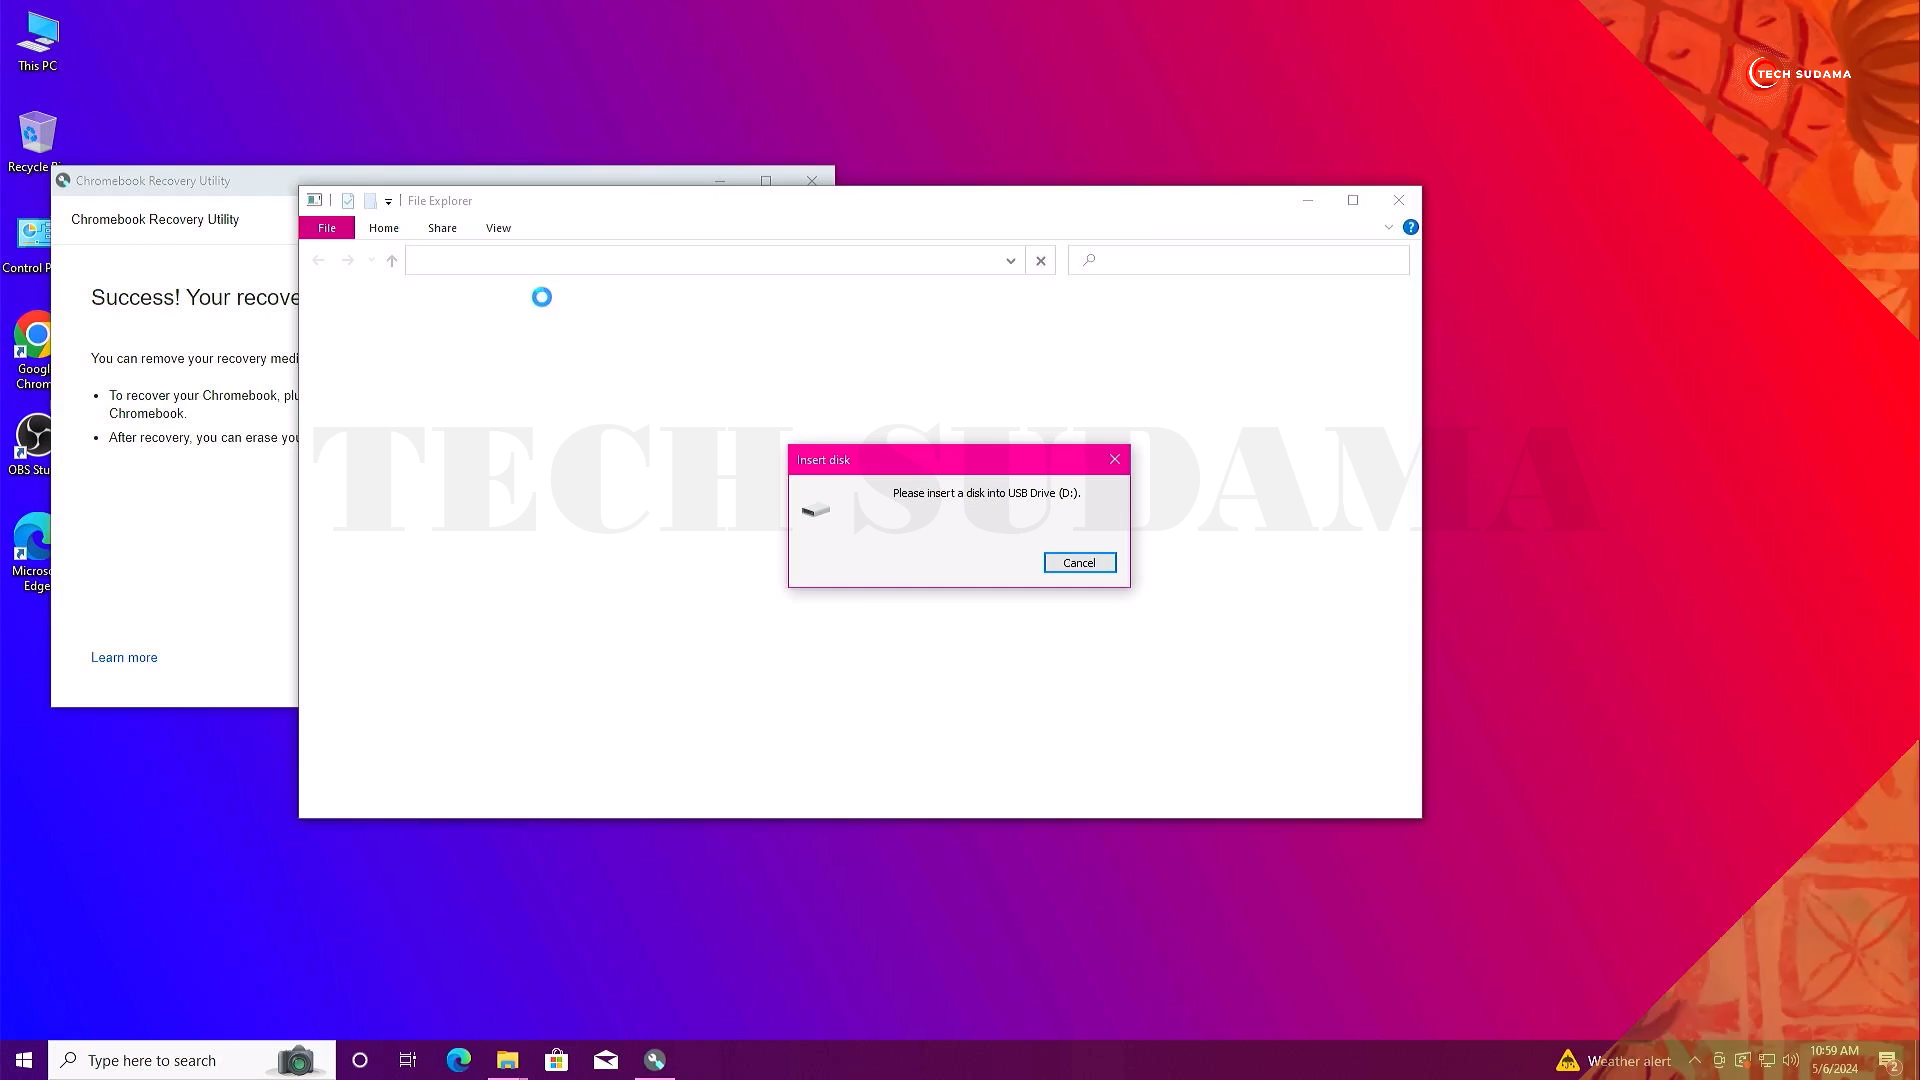 This PC
TECH SUDAMA
Recycle
Chromebook Recovery Utility
File Explorer
Chromebook Recovery Utility
File Home Share View
?
Control P
Success! Your recove
You can remove your recovery medi
Googl
Chrom
To recover your Chromebook, plu
Chromebook.
After recovery, you can erase you
TECH SUDAMA
Insert disk
OBS Stu
Please insert a disk into USB Drive (D:).
Cancel
Micros
Edge
Learn more
Type here to search
Weather alert
10:59 AM
5/6/2024
2